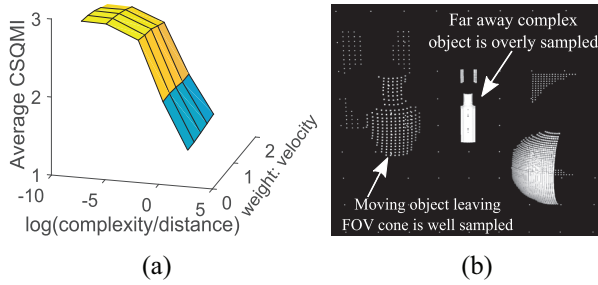 3
2
1
Average CSQMI
-10
-5
0
5
log(complexity/distance)
0
1
2
weight: velocity
(a)
Far away complex
object is overly sampled
Moving object leaving
FOV cone is well sampled
(b)